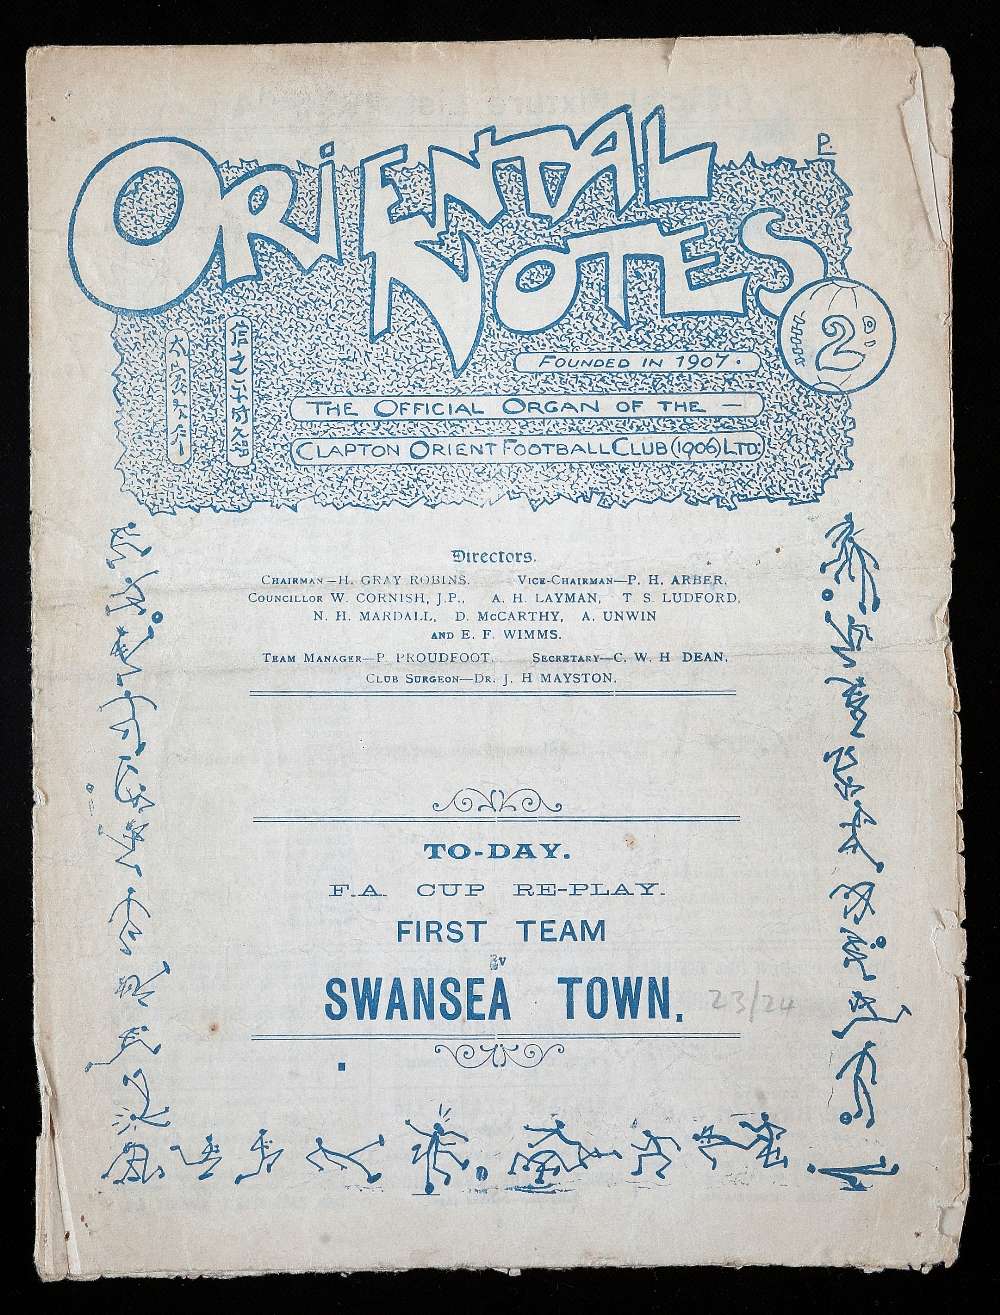 P.
ORIENTAL
NOTES
2D
FOUNDED IN 1907.
THE OFFICIAL ORGAN OF THE —
CLAPTON ORIENT FOOTBALL CLUB (1906) LTD.
Directors.
CHAIRMAN—H. GRAY ROBINS. VICE-CHAIRMAN—P. H. ARBER.
COUNCILLOR W. CORNISH, J.P., A. H. LAYMAN, T S. LUDFORD,
N. H. MARDALL, D. McCARTHY, A. UNWIN
AND E. F. WIMMS.
TEAM MANAGER—P. PROUDFOOT. SECRETARY—C. W. H DEAN.
CLUB SURGEON—DR. J. H MAYSTON.
TO-DAY.
F.A. CUP RE-PLAY.
FIRST TEAM
v
SWANSEA TOWN.
23/24